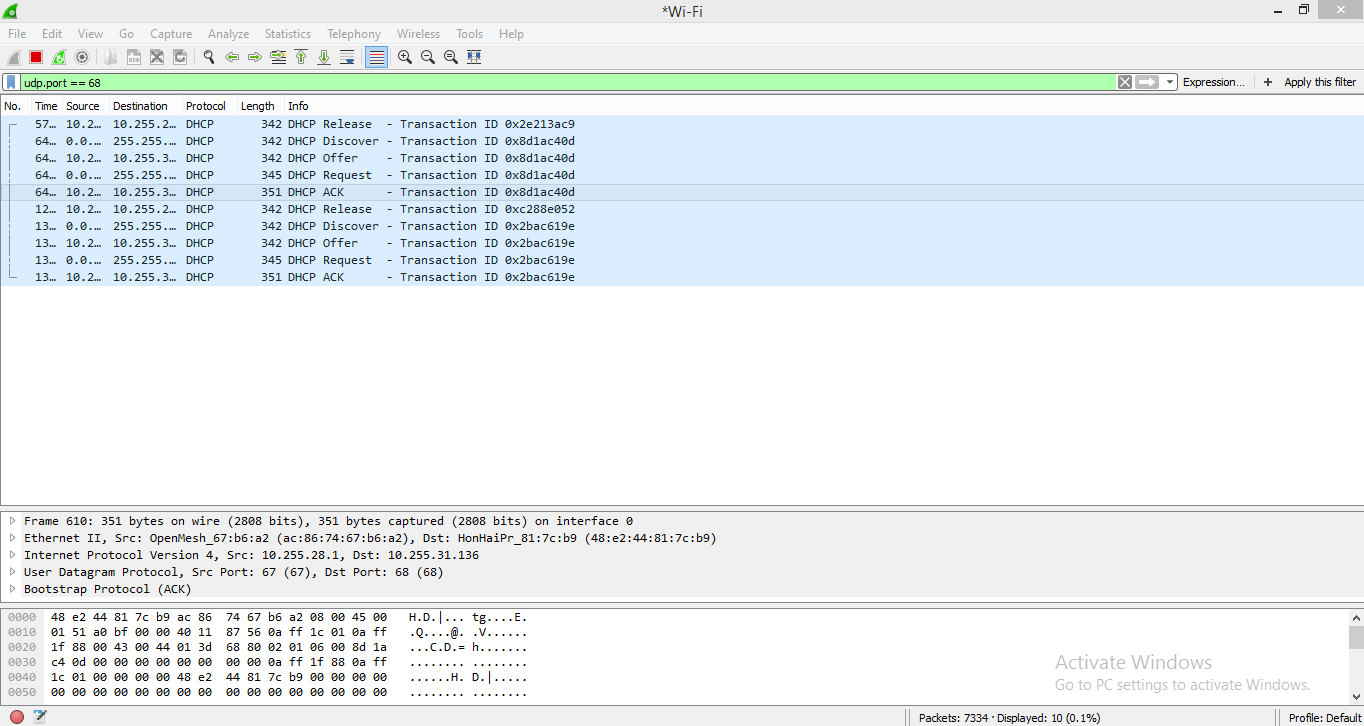 *Wi-Fi
File Edit View Go Capture Analyze Statistics Telephony Wireless Tools Help
udp.port == 68 Expression… + Apply this filter
No. Time Source Destination Protocol Length Info
57… 10.2… 10.255.2… DHCP 342 DHCP Release - Transaction ID 0x2e213ac9
64… 0.0.… 255.255.… DHCP 342 DHCP Discover - Transaction ID 0x8d1ac40d
64… 10.2… 10.255.3… DHCP 342 DHCP Offer - Transaction ID 0x8d1ac40d
64… 0.0.… 255.255.… DHCP 345 DHCP Request - Transaction ID 0x8d1ac40d
64… 10.2… 10.255.3… DHCP 351 DHCP ACK - Transaction ID 0x8d1ac40d
12… 10.2… 10.255.2… DHCP 342 DHCP Release - Transaction ID 0xc288e052
13… 0.0.… 255.255.… DHCP 342 DHCP Discover - Transaction ID 0x2bac619e
13… 10.2… 10.255.3… DHCP 342 DHCP Offer - Transaction ID 0x2bac619e
13… 0.0.… 255.255.… DHCP 345 DHCP Request - Transaction ID 0x2bac619e
13… 10.2… 10.255.3… DHCP 351 DHCP ACK - Transaction ID 0x2bac619e
Frame 610: 351 bytes on wire (2808 bits), 351 bytes captured (2808 bits) on interface 0
Ethernet II, Src: OpenMesh_67:b6:a2 (ac:86:74:67:b6:a2), Dst: HonHaiPr_81:7c:b9 (48:e2:44:81:7c:b9)
Internet Protocol Version 4, Src: 10.255.28.1, Dst: 10.255.31.136
User Datagram Protocol, Src Port: 67 (67), Dst Port: 68 (68)
Bootstrap Protocol (ACK)
0000 48 e2 44 81 7c b9 ac 86 74 67 b6 a2 08 00 45 00 H.D.|... tg....E.
0010 01 51 a0 bf 00 00 40 11 87 56 0a ff 1c 01 0a ff .Q....@. .V......
0020 1f 88 00 43 00 44 01 3d 68 80 02 01 06 00 8d 1a ...C.D.= h.......
0030 c4 0d 00 00 00 00 00 00 00 00 0a ff 1f 88 0a ff ........ ........
0040 1c 01 00 00 00 00 48 e2 44 81 7c b9 00 00 00 00 ......H. D.|.....
0050 00 00 00 00 00 00 00 00 00 00 00 00 00 00 00 00 ........ ........
Activate Windows
Go to PC settings to activate Windows.
Packets: 7334 · Displayed: 10 (0.1%) Profile: Default